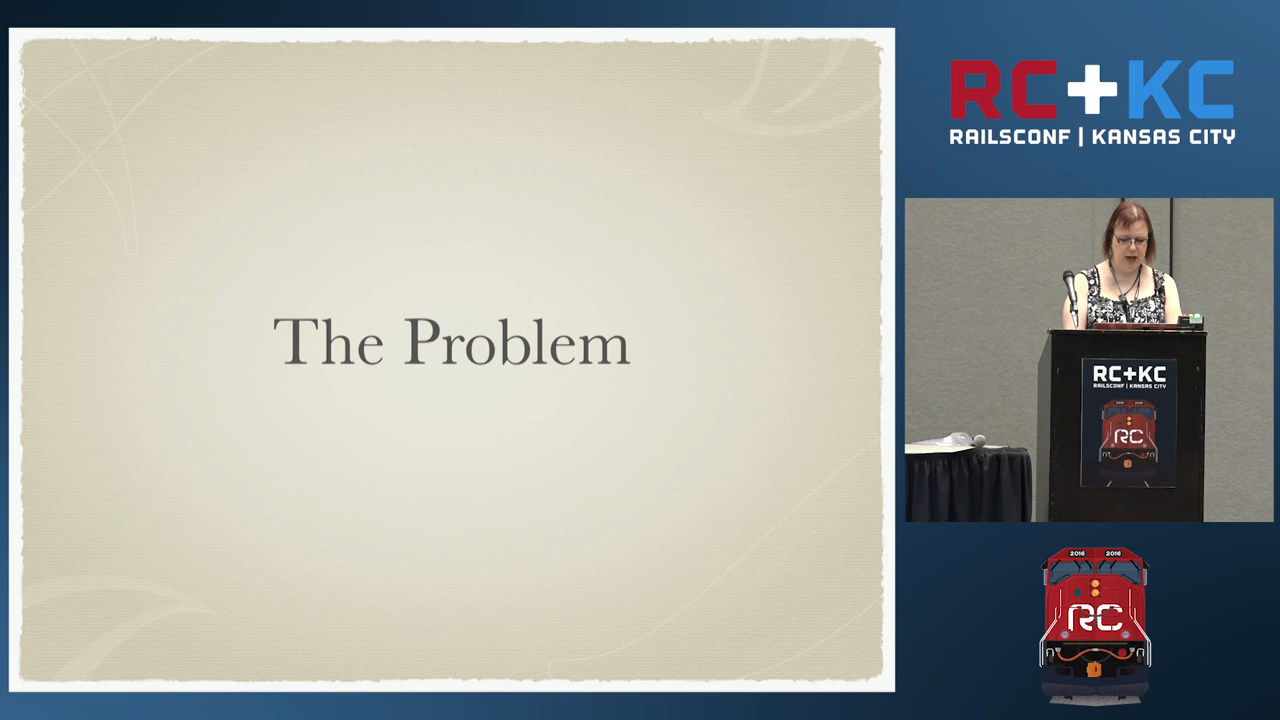 The Problem
RC+KC
RAILSCONF | KANSAS CITY
RC+KC
RAILSCONF | KANSAS CITY
RC
2016 2016
RC